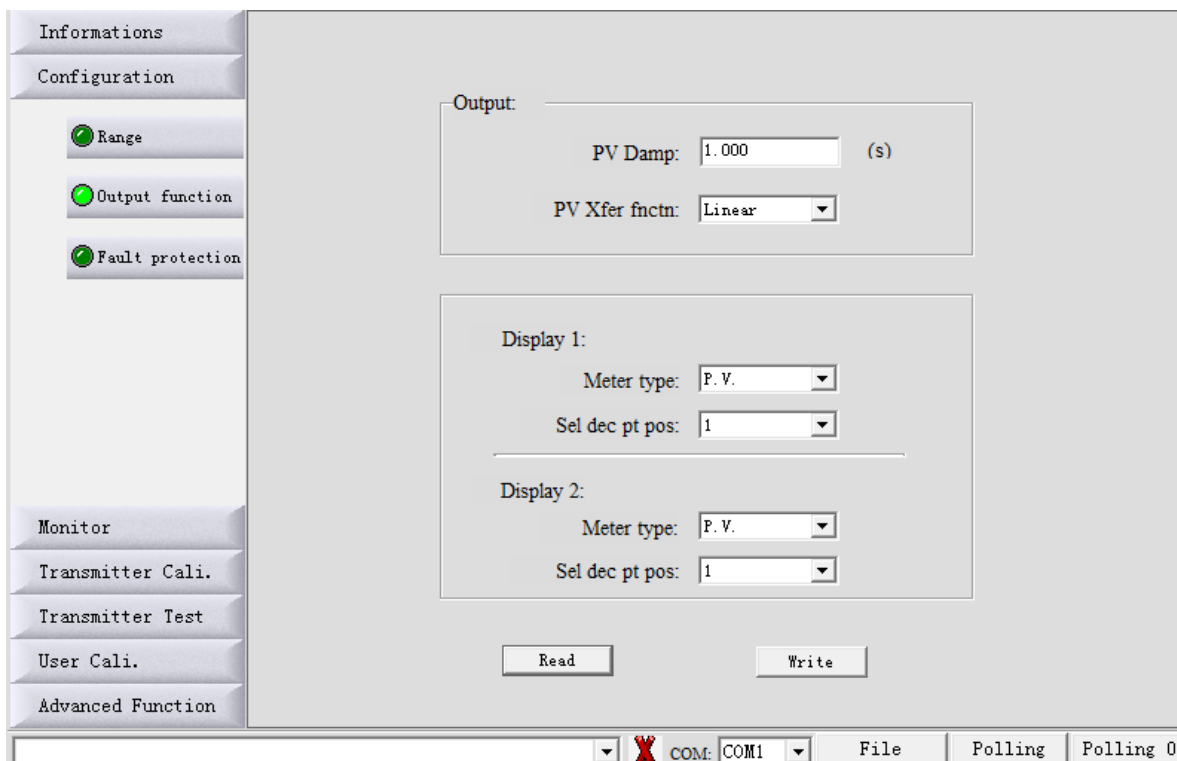 Informations
Configuration
Range
Output function
Fault protection
Monitor
Transmitter Cali.
Transmitter Test
User Cali.
Advanced Function
Output:
PV Damp: 1.000 (s)
PV Xfer fnctn: Linear
Display 1:
Meter type: P.V.
Sel dec pt pos: 1
Display 2:
Meter type: P.V.
Sel dec pt pos: 1
Read Write
COM: COM1 File Polling Polling 0